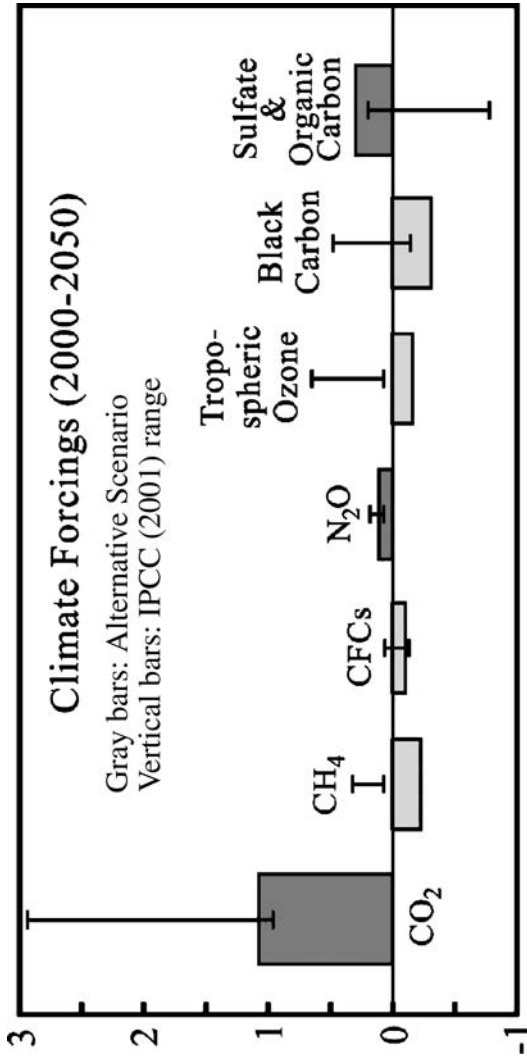 Climate Forcings (2000-2050)
Gray bars: Alternative Scenario
Vertical bars: IPCC (2001) range
3
2
1
0
-1
CO₂
CH₄
CFCs
N₂O
Tropo-
spheric
Ozone
Black
Carbon
Sulfate
&
Organic
Carbon